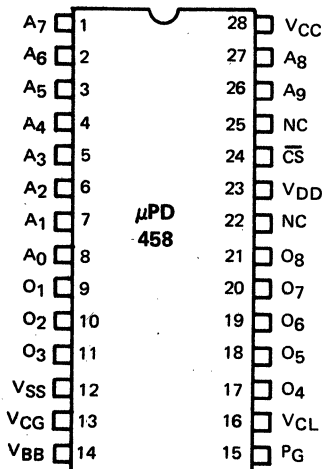 A7 1 28 VCC
A6 2 27 A8
A5 3 26 A9
A4 4 25 NC
A3 5 24 C̅S̅
A2 6 μPD 23 VDD
A1 7 458 22 NC
A0 8 21 O8
O1 9 20 O7
O2 10 19 O6
O3 11 18 O5
VSS 12 17 O4
VCG 13 16 VCL
VBB 14 15 PG